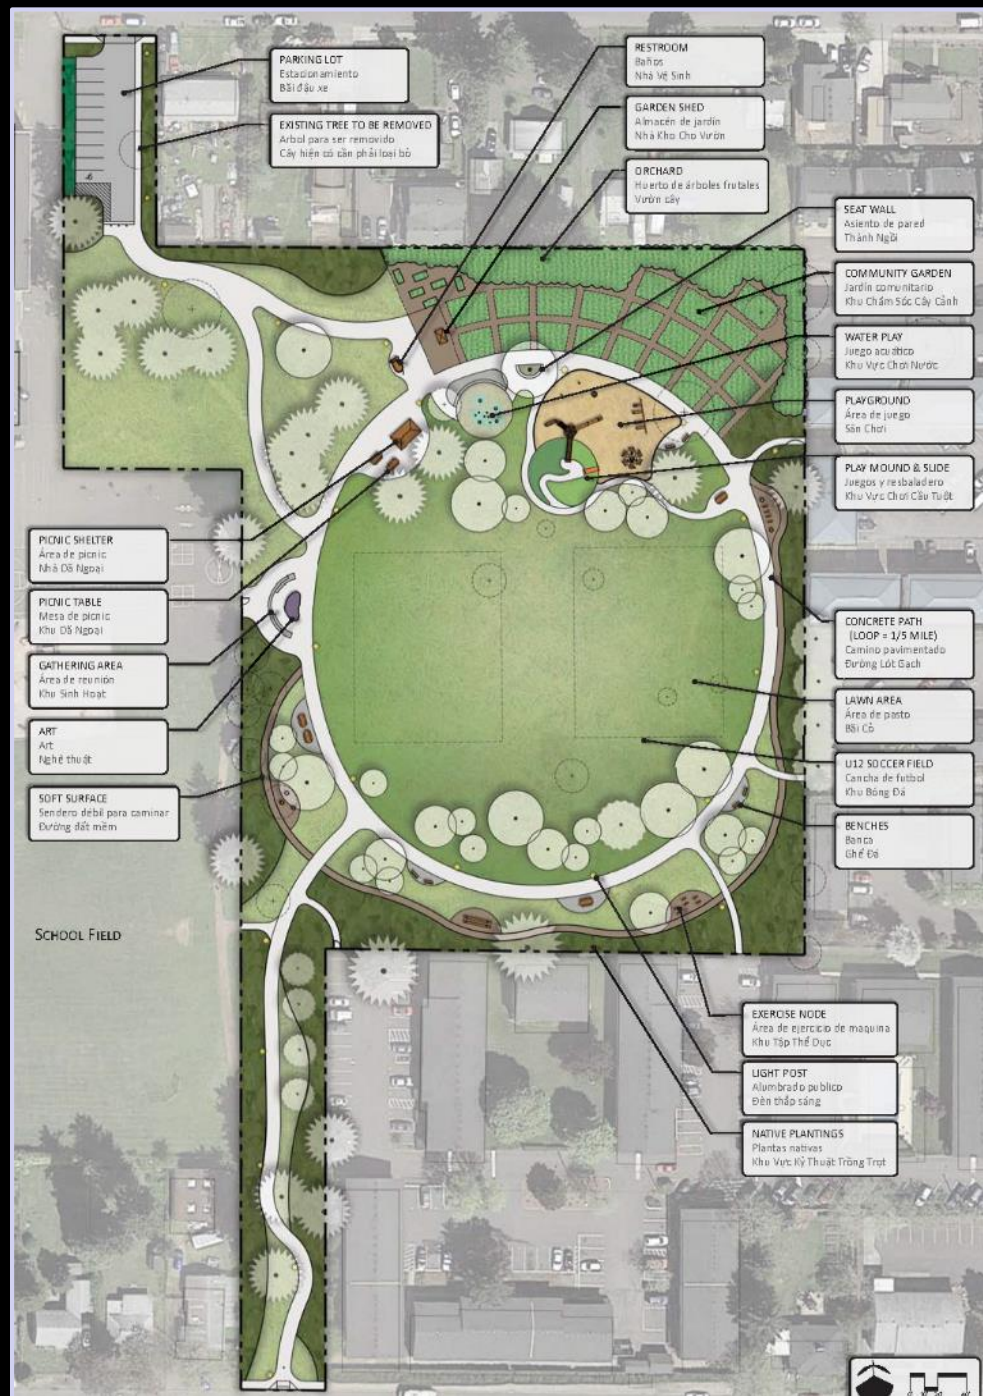 PARKING LOT
Estacionamiento
Bãi đậu xe
EXISTING TREE TO BE REMOVED
Arbol para ser removido
Cây hiện có cần phải loại bỏ
RESTROOM
Baños
Nhà Vệ Sinh
GARDEN SHED
Almacén de jardín
Nhà Kho Cho Vườn
ORCHARD
Huerto de árboles frutales
Vườn cây
SEAT WALL
Asiento de pared
Thành Ngồi
COMMUNITY GARDEN
Jardín comunitario
Khu Chăm Sóc Cây Cảnh
WATER PLAY
Juego acuático
Khu Vực Chơi Nước
PLAYGROUND
Área de juego
Sân Chơi
PLAY MOUND & SLIDE
Juegos y resbaladero
Khu Vực Chơi Cầu Tuột
PICNIC SHELTER
Área de picnic
Nhà Dã Ngoại
PICNIC TABLE
Mesa de picnic
Khu Dã Ngoại
GATHERING AREA
Área de reunión
Khu Sinh Hoạt
ART
Art
Nghệ thuật
SOFT SURFACE
Sendero débil para caminar
Đường đất mềm
CONCRETE PATH
(LOOP = 1/5 MILE)
Camino pavimentado
Đường Lót Gạch
LAWN AREA
Área de pasto
Bãi Cỏ
U12 SOCCER FIELD
Cancha de futbol
Khu Bóng Đá
BENCHES
Banca
Ghế Đá
SCHOOL FIELD
EXERCISE NODE
Área de ejercicio de maquina
Khu Tập Thể Dục
LIGHT POST
Alumbrado publico
Đèn thắp sáng
NATIVE PLANTINGS
Plantas nativas
Khu Vực Kỹ Thuật Trồng Trọt